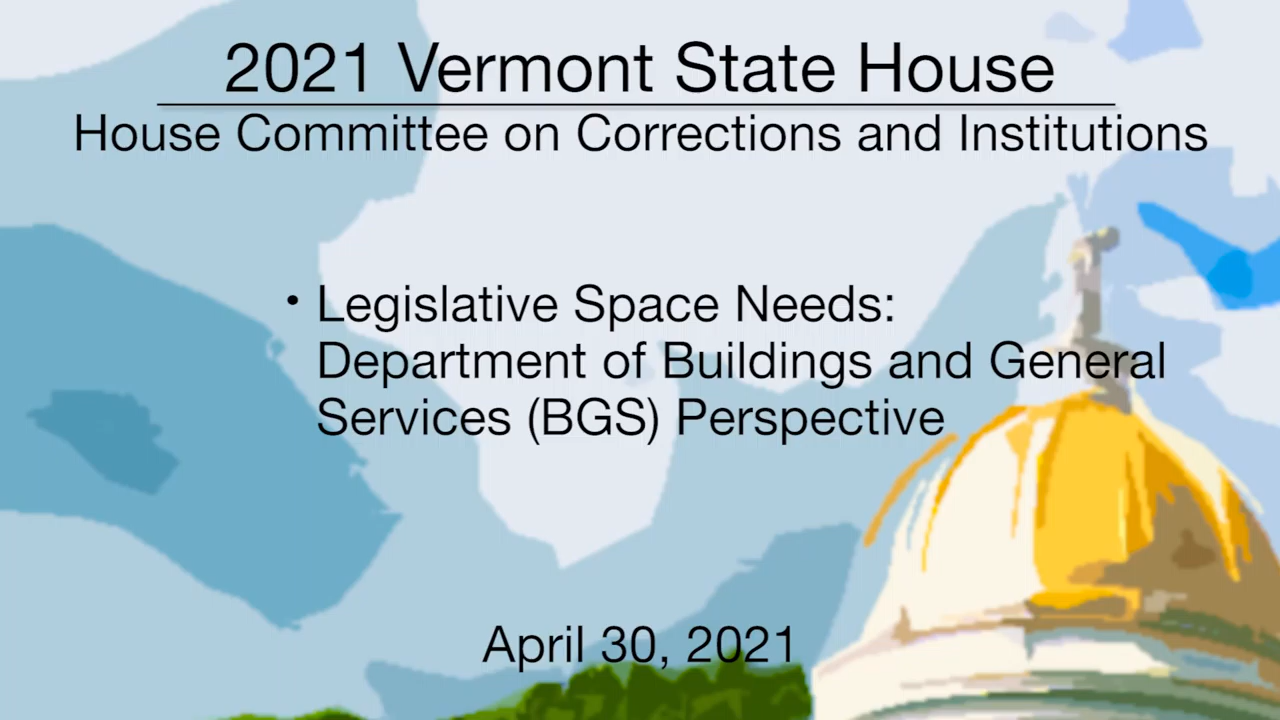 2021 Vermont State House
House Committee on Corrections and Institutions
• Legislative Space Needs:
Department of Buildings and General
Services (BGS) Perspective
April 30, 2021